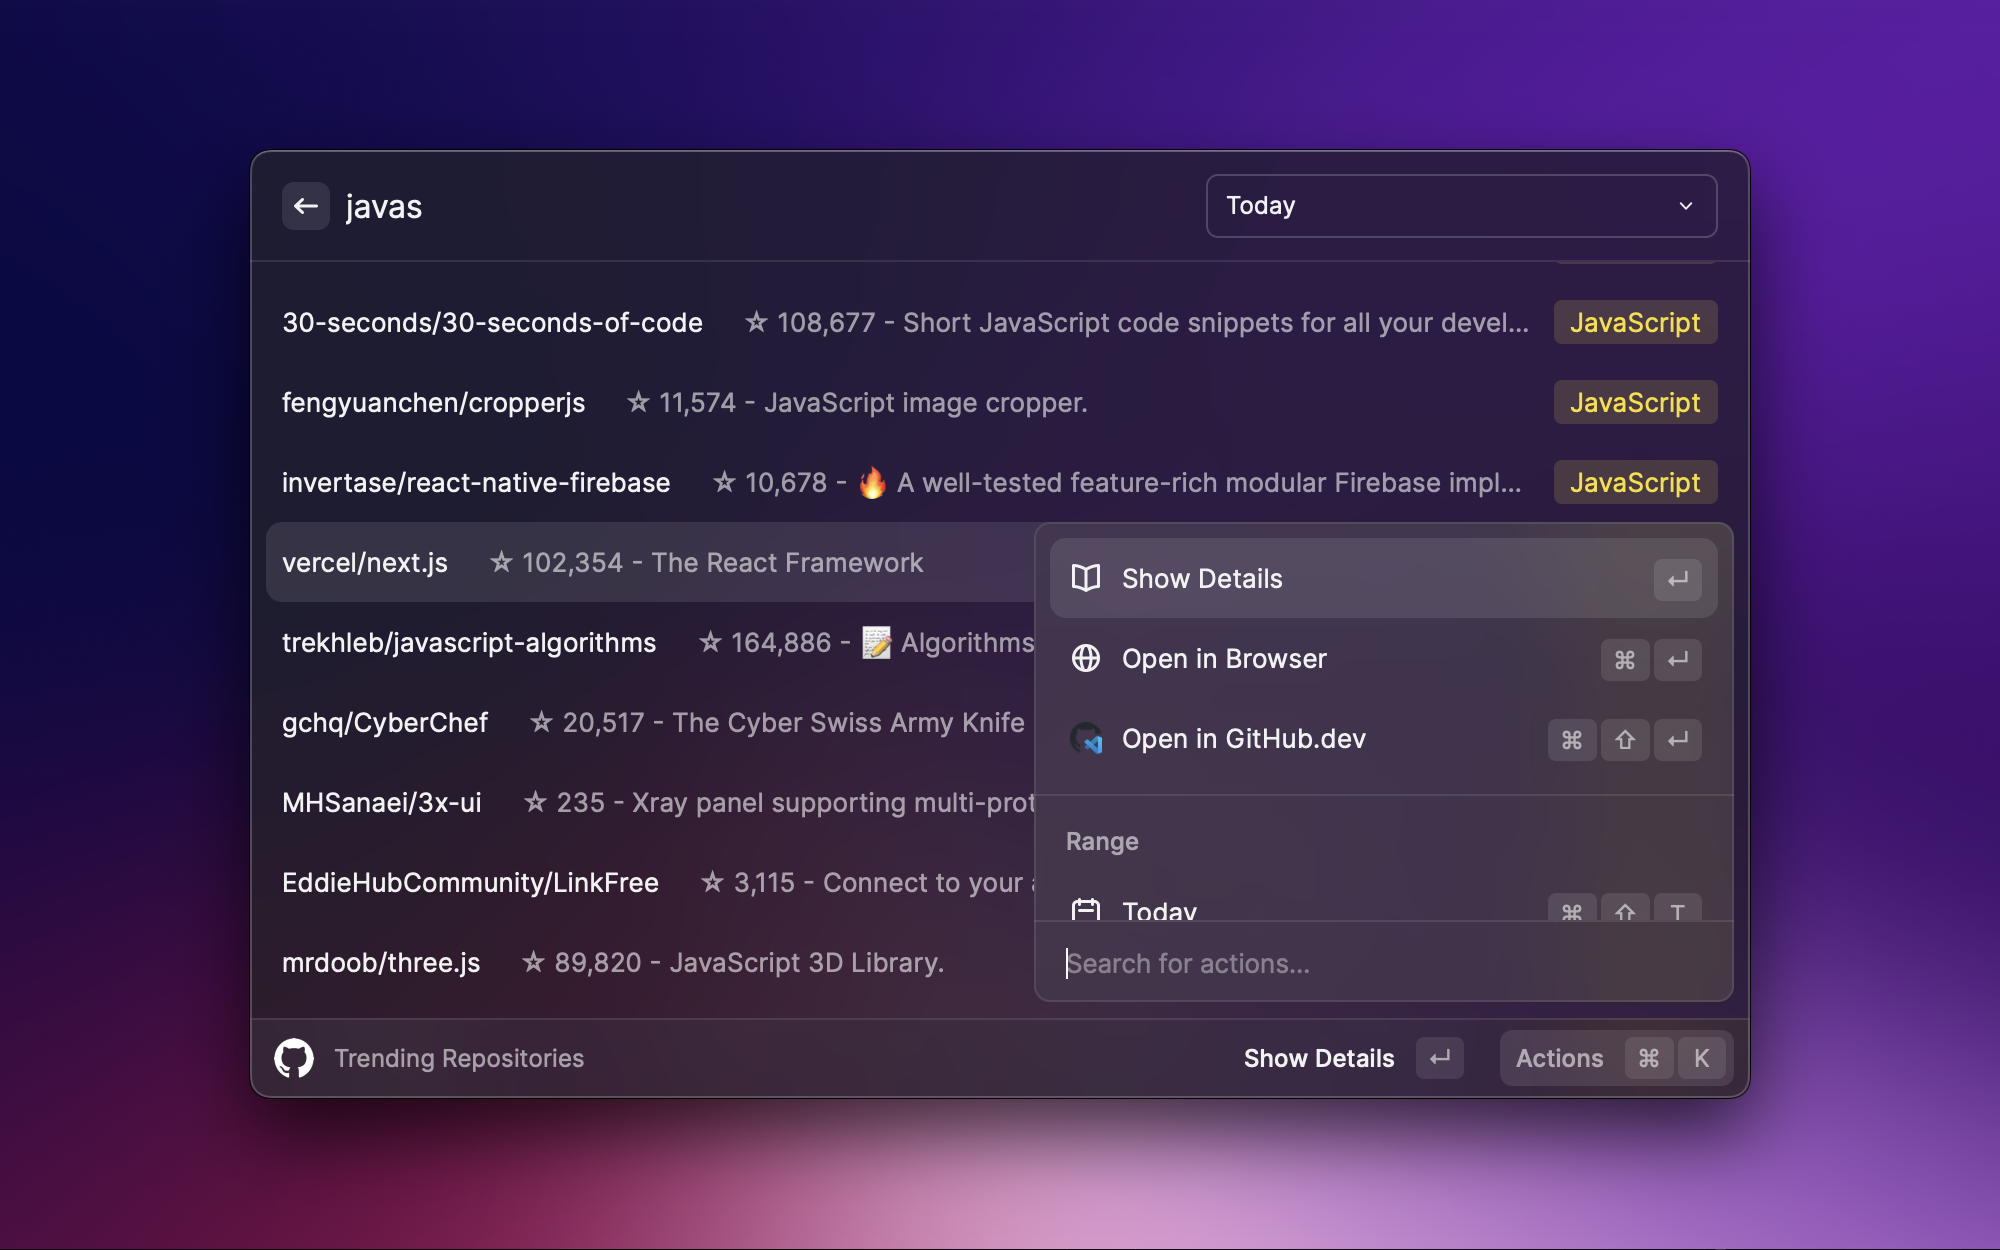 javas
Today
30-seconds/30-seconds-of-code ☆ 108,677 - Short JavaScript code snippets for all your devel... JavaScript
fengyuanchen/cropperjs ☆ 11,574 - JavaScript image cropper. JavaScript
invertase/react-native-firebase ☆ 10,678 - 🔥 A well-tested feature-rich modular Firebase impl... JavaScript
vercel/next.js ☆ 102,354 - The React Framework
trekhleb/javascript-algorithms ☆ 164,886 - 📝 Algorithms
gchq/CyberChef ☆ 20,517 - The Cyber Swiss Army Knife
MHSanaei/3x-ui ☆ 235 - Xray panel supporting multi-prot
EddieHubCommunity/LinkFree ☆ 3,115 - Connect to your
mrdoob/three.js ☆ 89,820 - JavaScript 3D Library.
Show Details ↵
Open in Browser ⌘ ↵
Open in GitHub.dev ⌘ ⇧ ↵
Range
Today ⌘ ⇧ T
Search for actions...
Trending Repositories
Show Details ↵
Actions ⌘ K